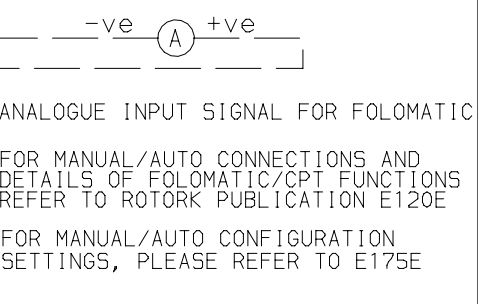 -ve A +ve
ANALOGUE INPUT SIGNAL FOR FOLOMATIC
FOR MANUAL/AUTO CONNECTIONS AND
DETAILS OF FOLOMATIC/CPT FUNCTIONS
REFER TO ROTORK PUBLICATION E120E
FOR MANUAL/AUTO CONFIGURATION
SETTINGS, PLEASE REFER TO E175E